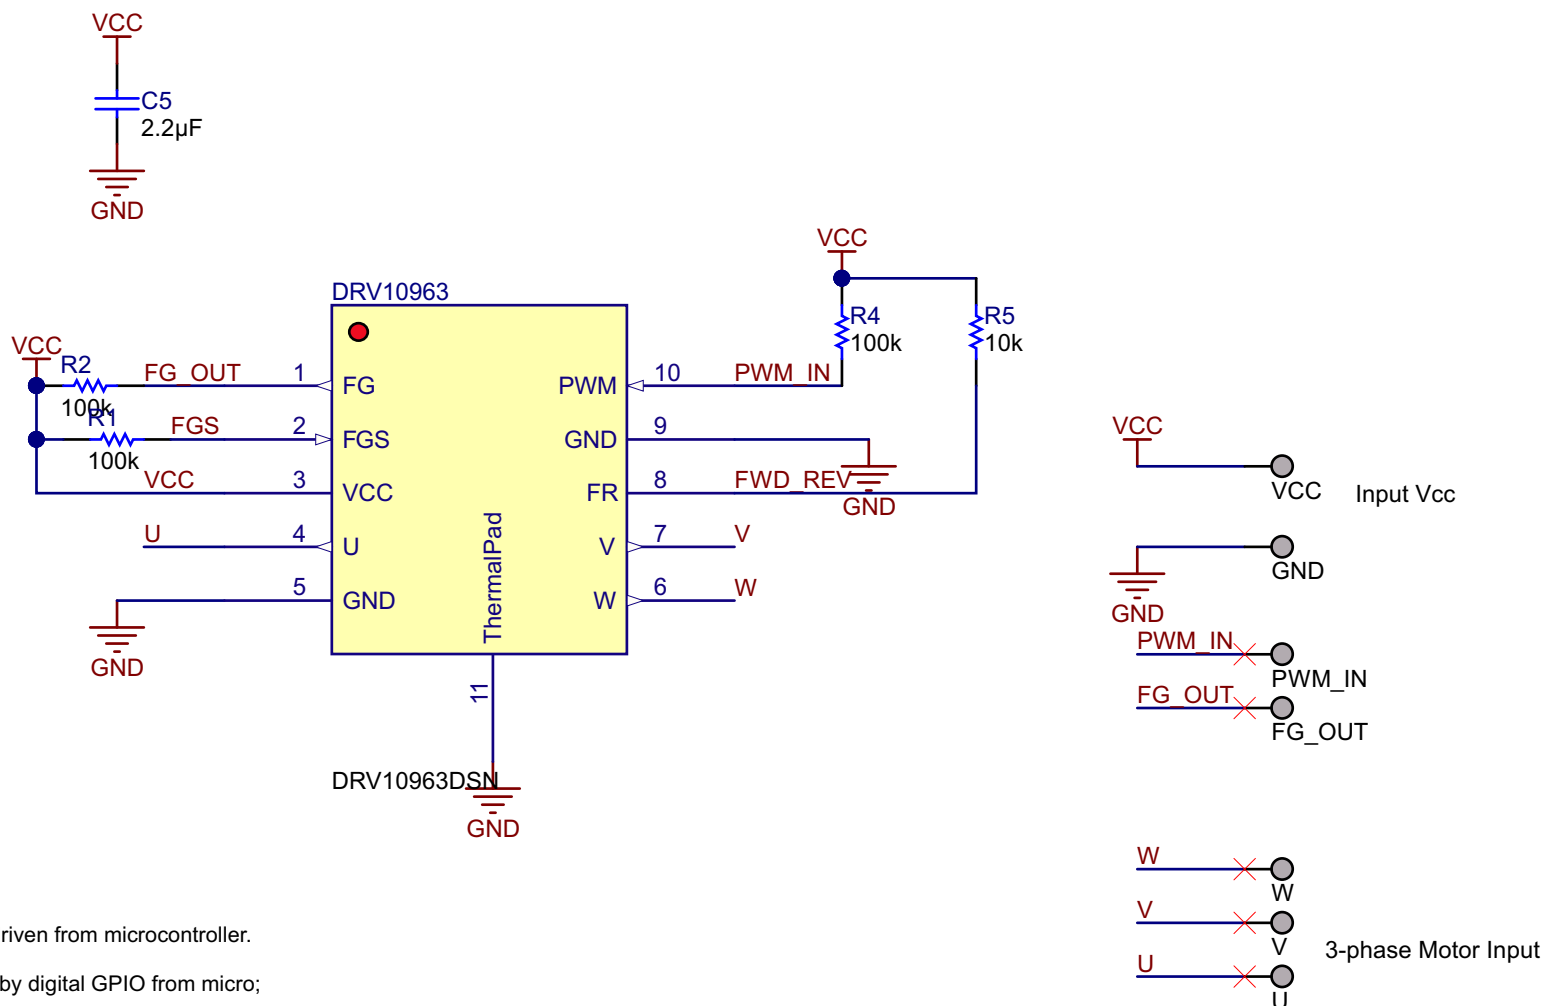 VCC
C5
2.2µF
GND
VCC
DRV10963
R4
100k
R5
10k
VCC
R2
100k
FG_OUT
1
FG
PWM
10
PWM_IN
R1
100k
FGS
2
FGS
GND
9
GND
VCC
3
VCC
FR
8
FWD_REV
U
4
U
V
7
V
5
GND
W
6
W
GND
ThermalPad
11
DRV10963DSN
GND
VCC
VCC
Input Vcc
GND
GND
PWM_IN
PWM_IN
FG_OUT
FG_OUT
W
W
V
V
3-phase Motor Input
U
U
riven from microcontroller.
by digital GPIO from micro;